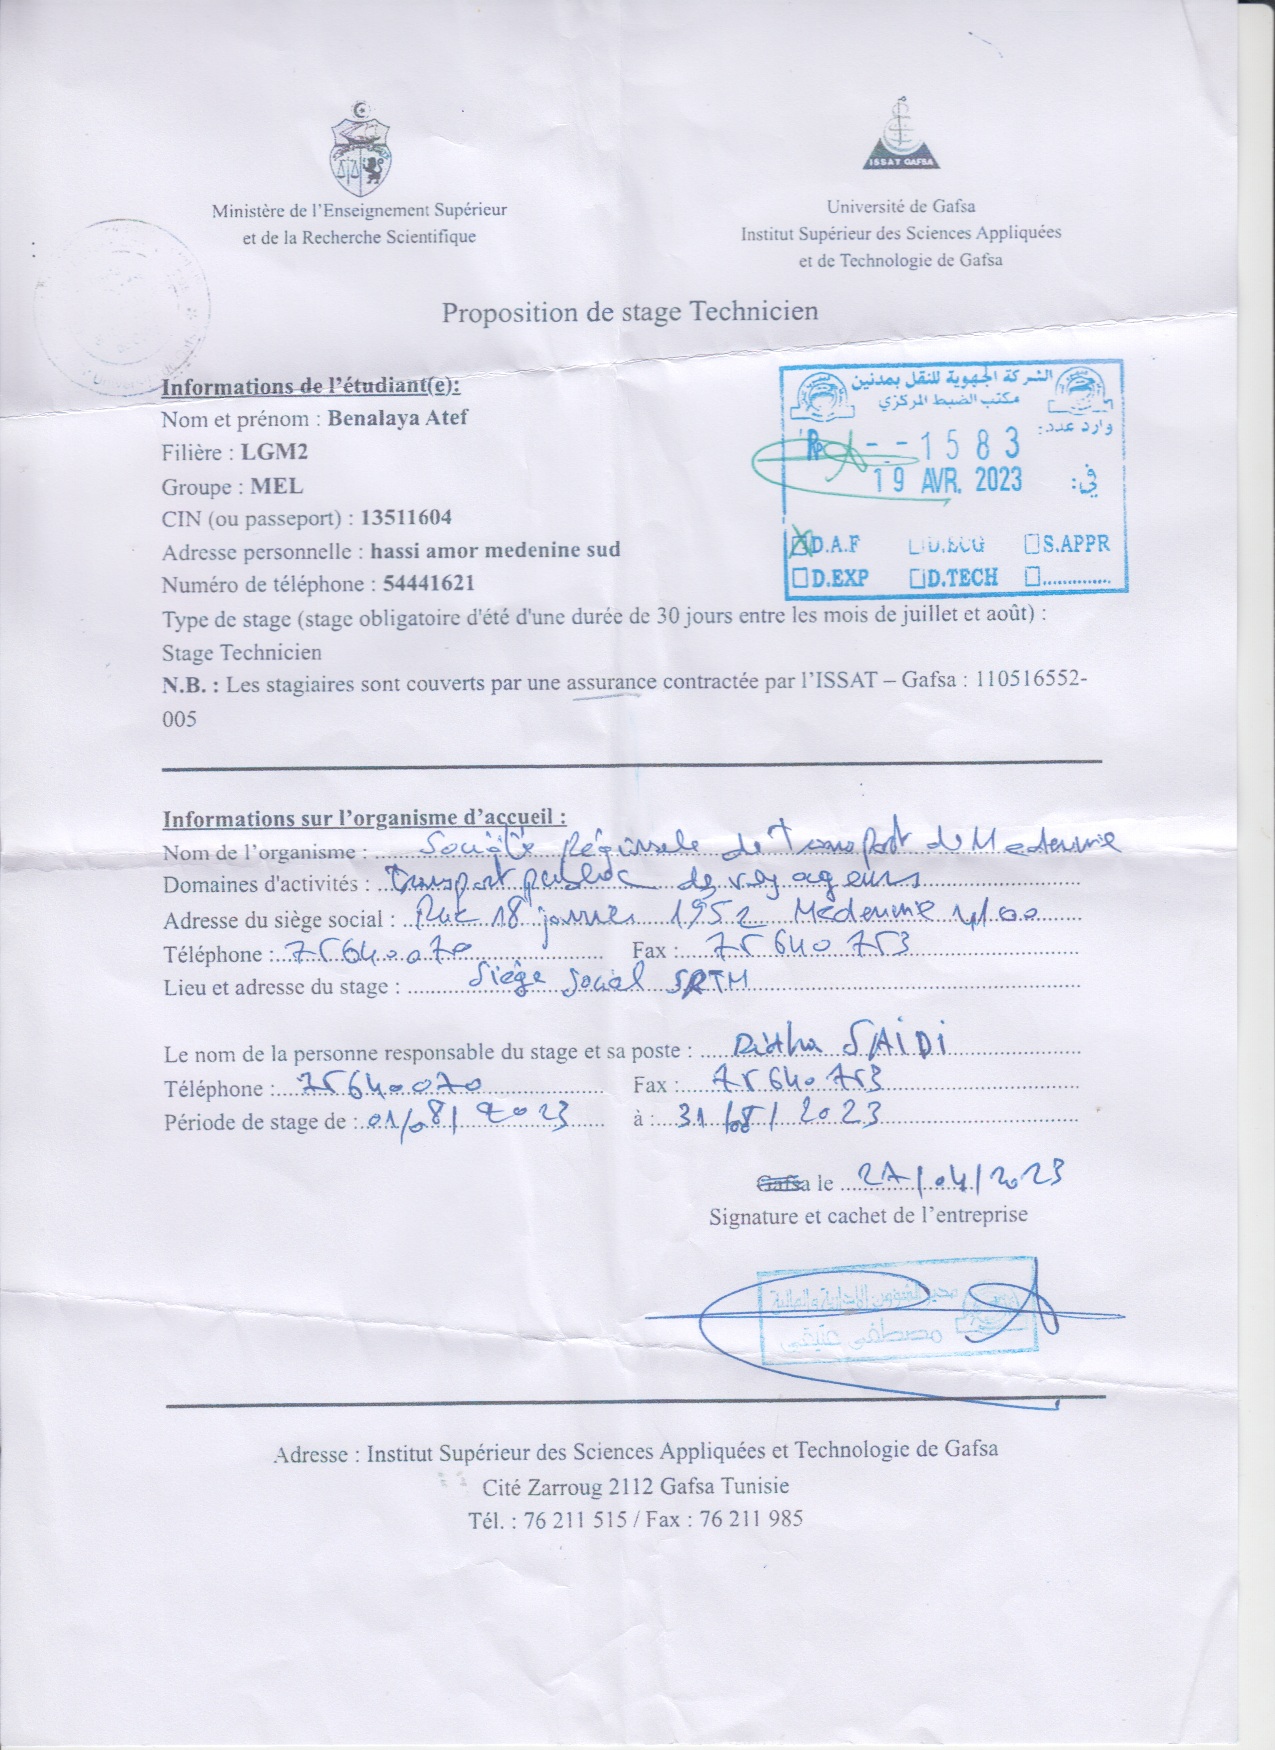 ISSAT GAFSA
Ministère de l'Enseignement Supérieur
et de la Recherche Scientifique
Université de Gafsa
Institut Supérieur des Sciences Appliquées
et de Technologie de Gafsa
Proposition de stage Technicien
الشركة الجهوية للنقل بمدنين
مكتب الضبط المركزي
وارد عدد:
--1583
في: 19 AVR. 2023
D.A.F D.ECO S.APPR
D.EXP D.TECH ..............
Informations de l'étudiant(e):
Nom et prénom : Benalaya Atef
Filière : LGM2
Groupe : MEL
CIN (ou passeport) : 13511604
Adresse personnelle : hassi amor medenine sud
Numéro de téléphone : 54441621
Type de stage (stage obligatoire d'été d'une durée de 30 jours entre les mois de juillet et août) :
Stage Technicien
N.B. : Les stagiaires sont couverts par une assurance contractée par l'ISSAT – Gafsa : 110516552-
005
Informations sur l'organisme d'accueil :
Nom de l'organisme : Société Régionale de Transport de Medenine
Domaines d'activités : Transport public de voyageurs
Adresse du siège social : Rue 18 janvier 1952 Medenine 4100
Téléphone : 75640070 Fax : 75640753
Lieu et adresse du stage : Siège Social SRTM
Le nom de la personne responsable du stage et sa poste : Ridha SAIDI
Téléphone : 75640070 Fax : 75640753
Période de stage de : 01/08/2023 à : 31/08/2023
Gafsa le 27/04/2023
Signature et cachet de l'entreprise
مدير الشؤون الإدارية والمالية
مصطفى عتيقي
Adresse : Institut Supérieur des Sciences Appliquées et Technologie de Gafsa
Cité Zarroug 2112 Gafsa Tunisie
Tél. : 76 211 515 / Fax : 76 211 985